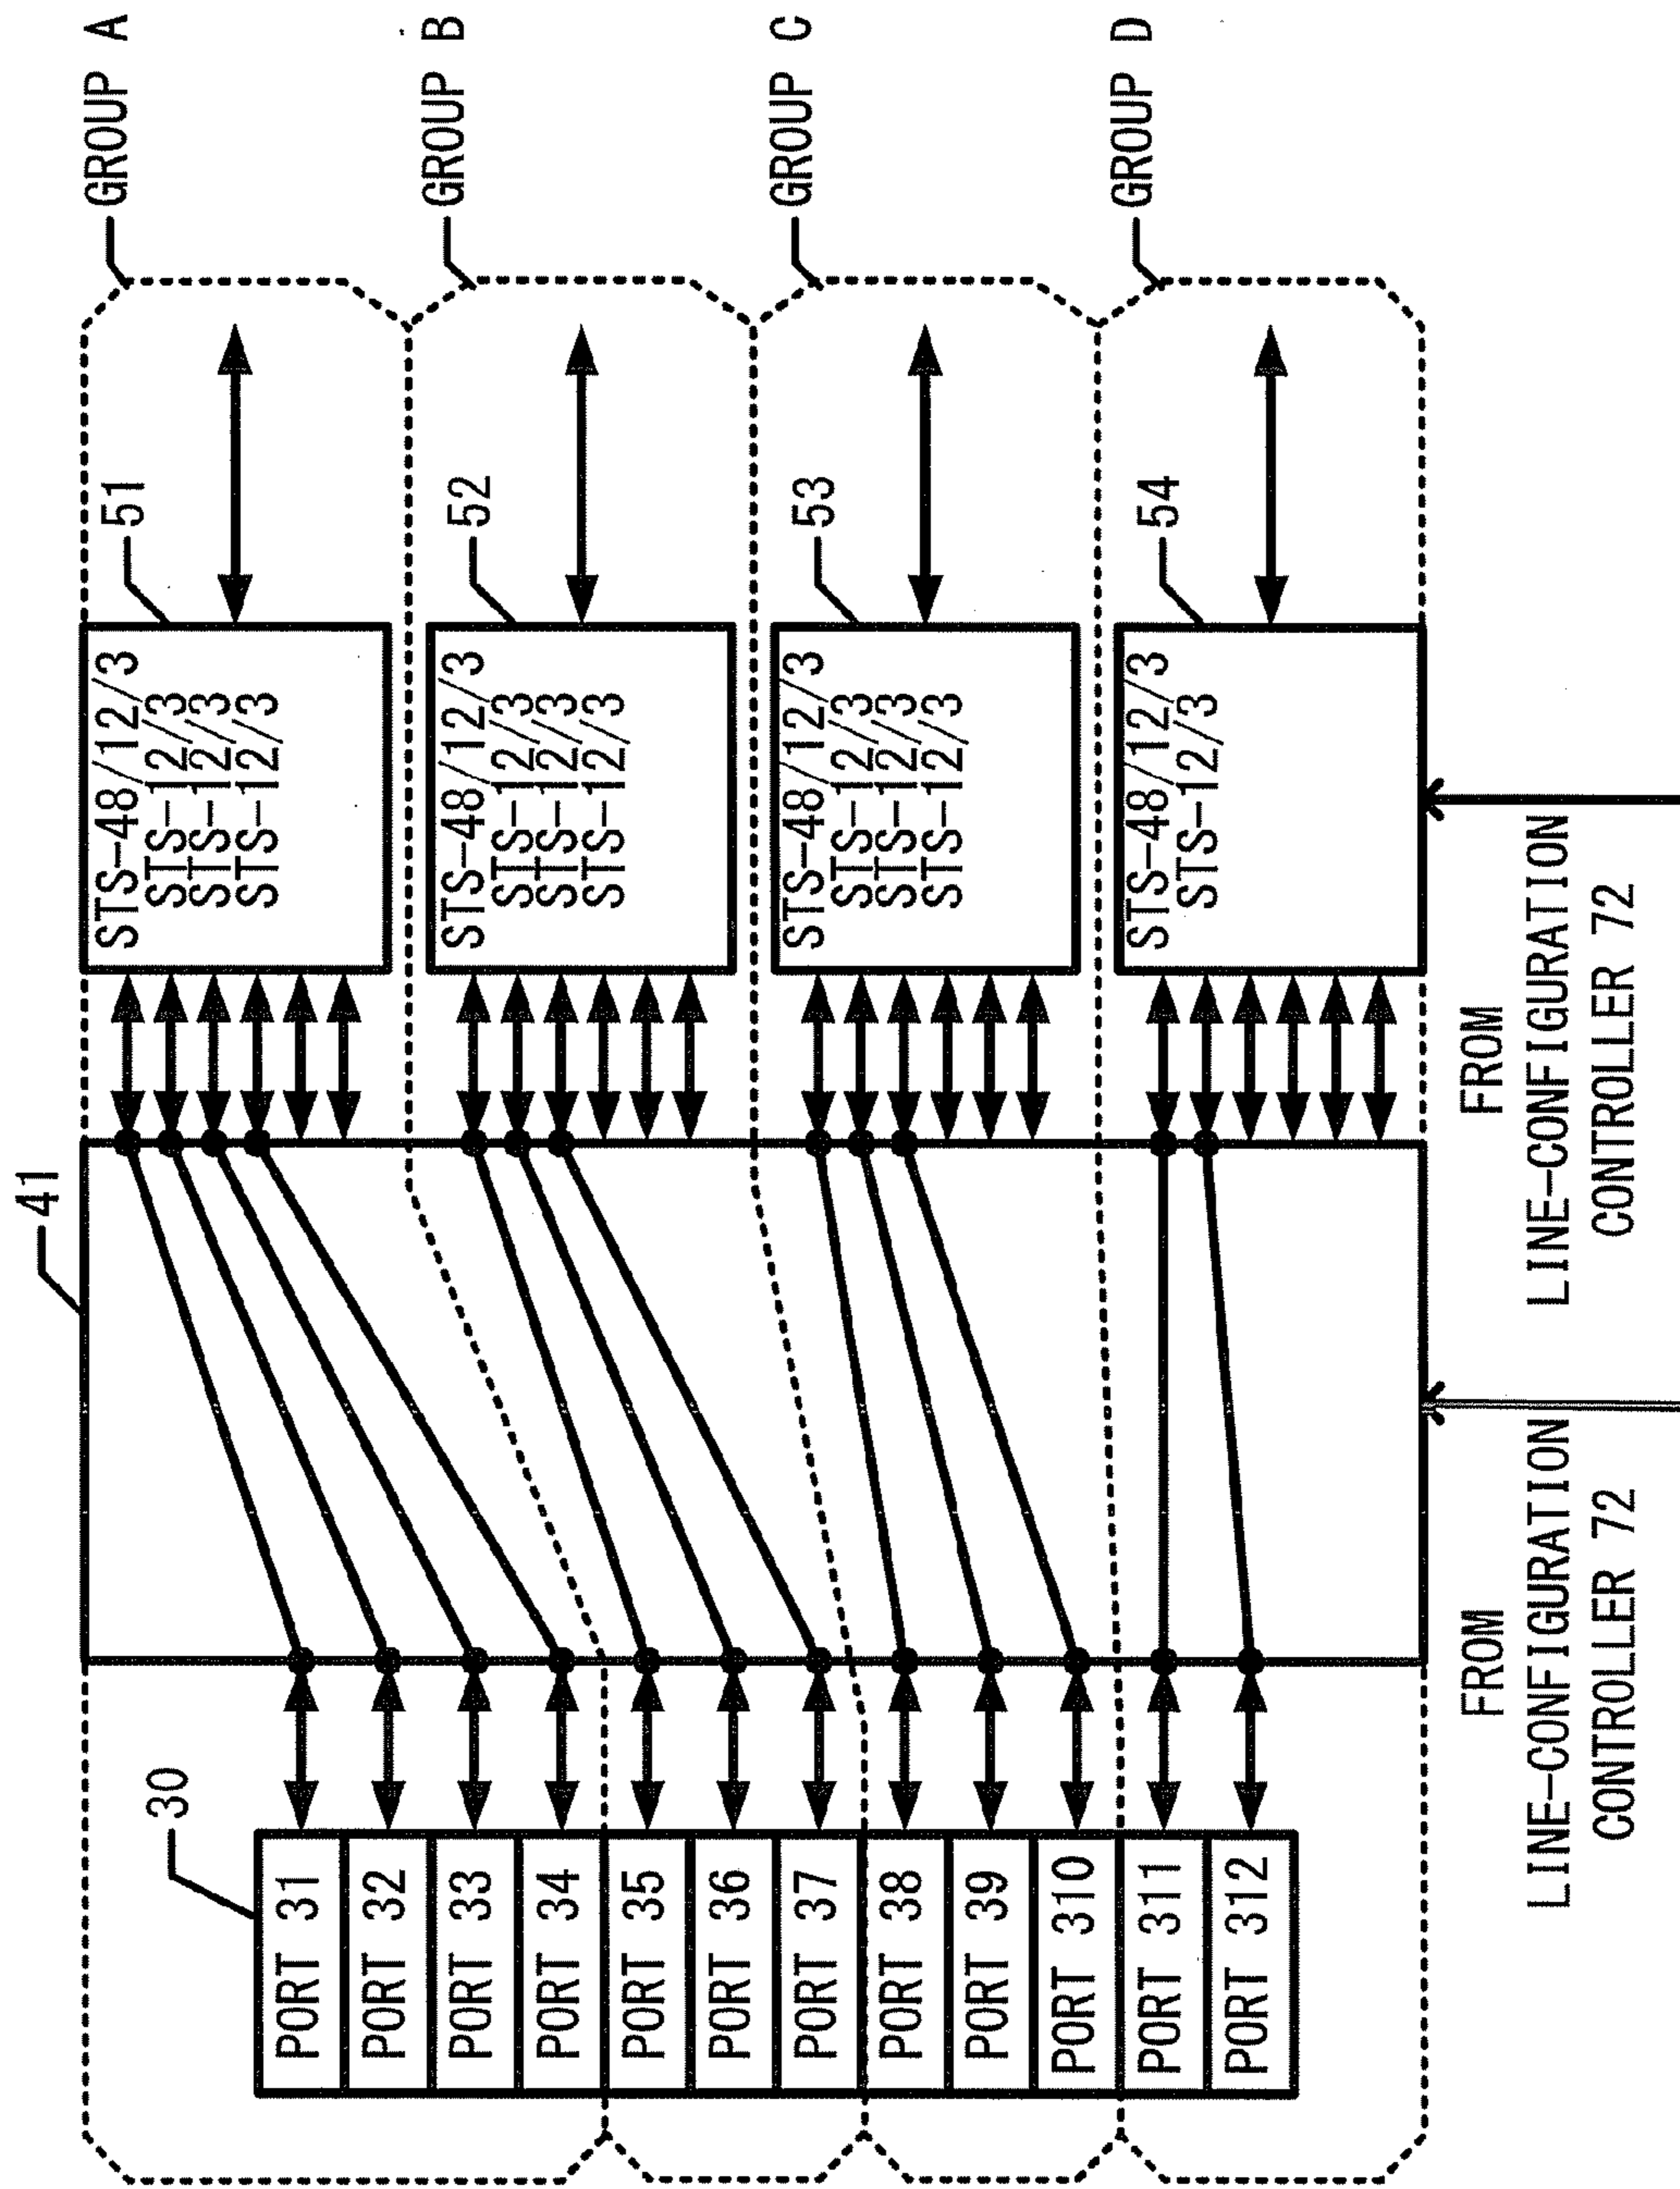 GROUP A
GROUP B
GROUP C
GROUP D
51
STS-48/12/3
STS-12/3
STS-12/3
STS-12/3
52
STS-48/12/3
STS-12/3
STS-12/3
STS-12/3
53
STS-48/12/3
STS-12/3
STS-12/3
STS-12/3
54
STS-48/12/3
STS-12/3
41
30
PORT 31
PORT 32
PORT 33
PORT 34
PORT 35
PORT 36
PORT 37
PORT 38
PORT 39
PORT 310
PORT 311
PORT 312
FROM
LINE-CONFIGURATION
CONTROLLER 72
FROM
LINE-CONFIGURATION
CONTROLLER 72